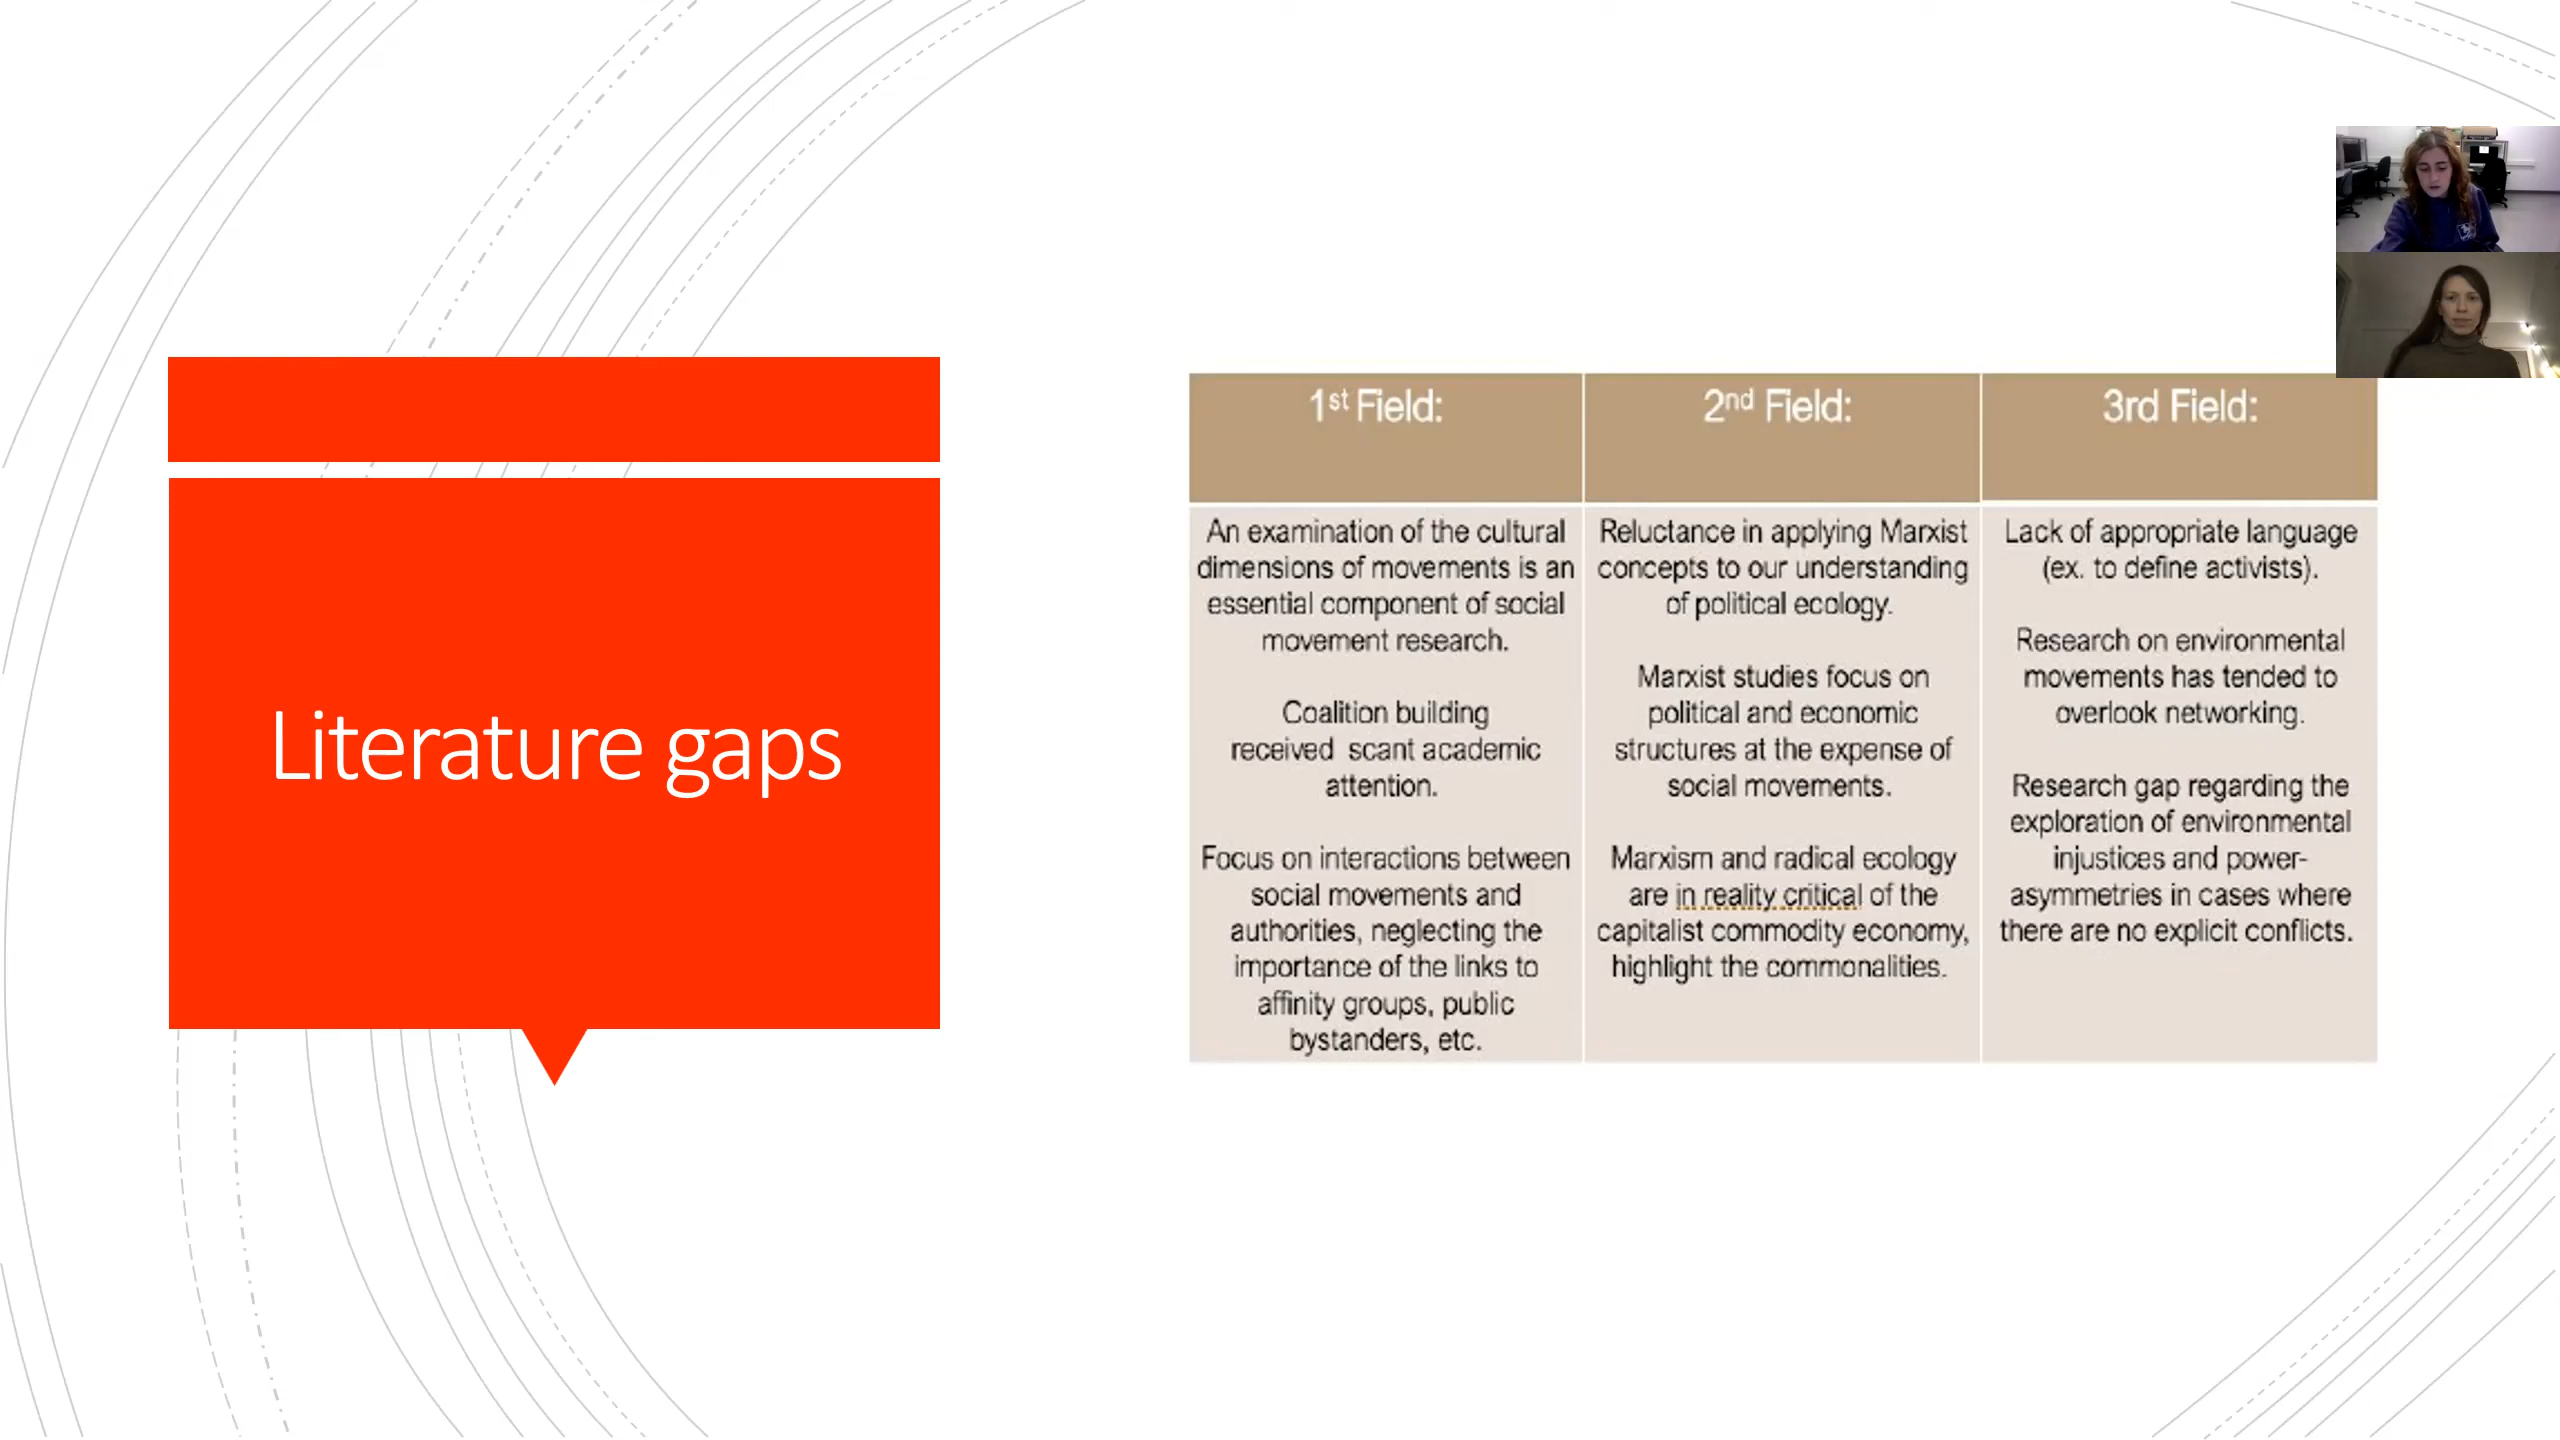 Literature gaps
1st Field:
An examination of the cultural
dimensions of movements is an
essential component of social
movement research.
Coalition building
received scant academic
attention.
Focus on interactions between
social movements and
authorities, neglecting the
importance of the links to
affinity groups, public
bystanders, etc.
2nd Field:
Reluctance in applying Marxist
concepts to our understanding
of political ecology.
Marxist studies focus on
political and economic
structures at the expense of
social movements.
Marxism and radical ecology
are in reality critical of the
capitalist commodity economy,
highlight the commonalities.
3rd Field:
Lack of appropriate language
(ex. to define activists).
Research on environmental
movements has tended to
overlook networking.
Research gap regarding the
exploration of environmental
injustices and power-
asymmetries in cases where
there are no explicit conflicts.